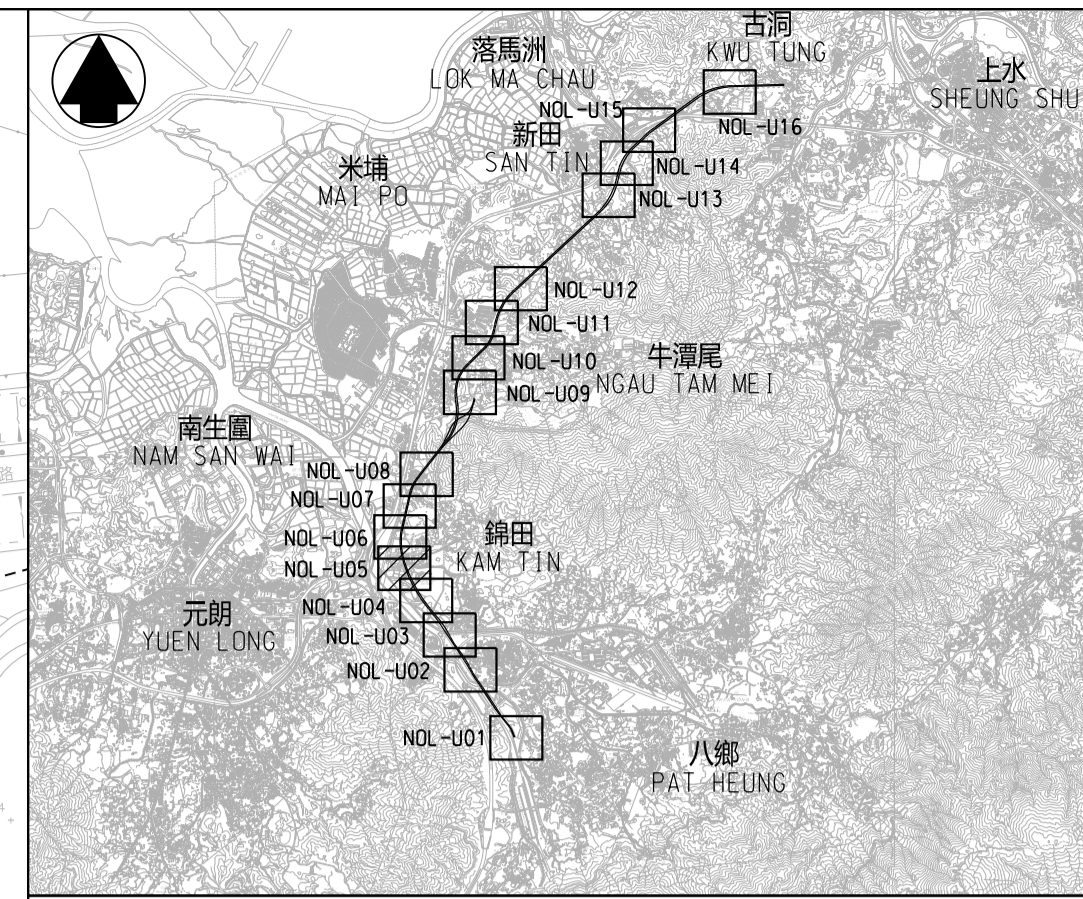 古洞
KWU TUNG
落馬洲
LOK MA CHAU
上水
SHEUNG SHU
NOL-U15
NOL-U16
新田
SAN TIN
NOL-U14
米埔
MAI PO
NOL-U13
NOL-U12
NOL-U11
牛潭尾
NGAU TAM MEI
NOL-U10
NOL-U09
南生圍
NAM SAN WAI
NOL-U08
路
NOL-U07
錦田
KAM TIN
NOL-U06
NOL-U05
元朗
YUEN LONG
NOL-U04
NOL-U03
NOL-U02
NOL-U01
八鄉
PAT HEUNG